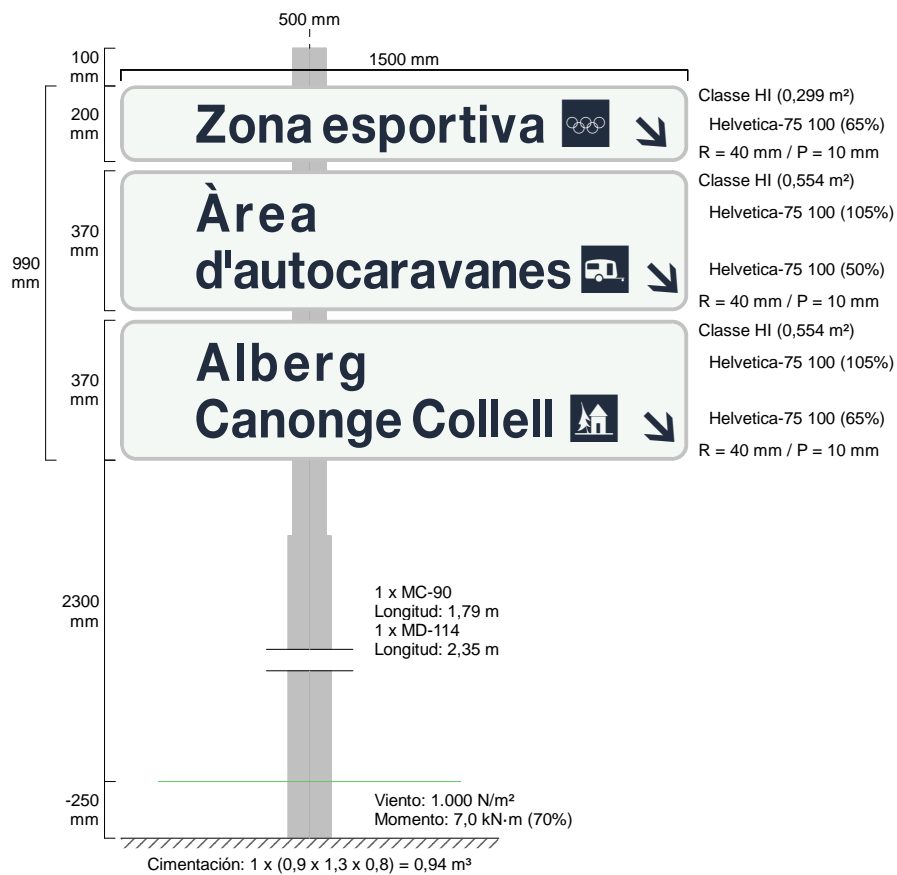 500 mm
100
mm
1500 mm
990
mm
200
mm
Zona esportiva
Classe HI (0,299 m²)
Helvetica-75 100 (65%)
R = 40 mm / P = 10 mm
370
mm
Àrea
d'autocaravanes
Classe HI (0,554 m²)
Helvetica-75 100 (105%)
Helvetica-75 100 (50%)
R = 40 mm / P = 10 mm
370
mm
Alberg
Canonge Collell
Classe HI (0,554 m²)
Helvetica-75 100 (105%)
Helvetica-75 100 (65%)
R = 40 mm / P = 10 mm
2300
mm
1 x MC-90
Longitud: 1,79 m
1 x MD-114
Longitud: 2,35 m
-250
mm
Viento: 1.000 N/m²
Momento: 7,0 kN·m (70%)
Cimentación: 1 x (0,9 x 1,3 x 0,8) = 0,94 m³